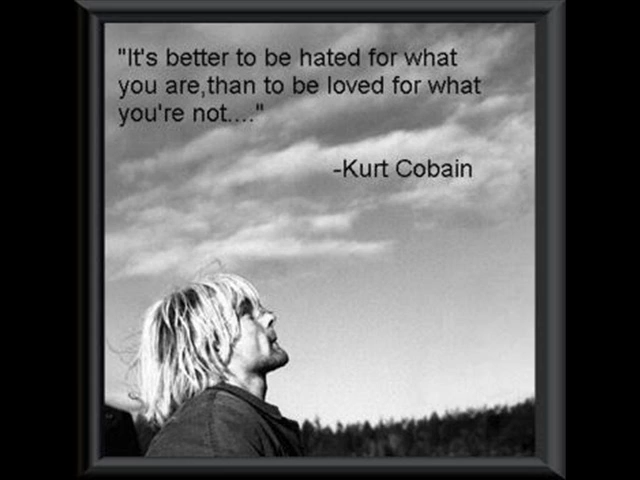 "It's better to be hated for what
you are,than to be loved for what
you're not...."
-Kurt Cobain